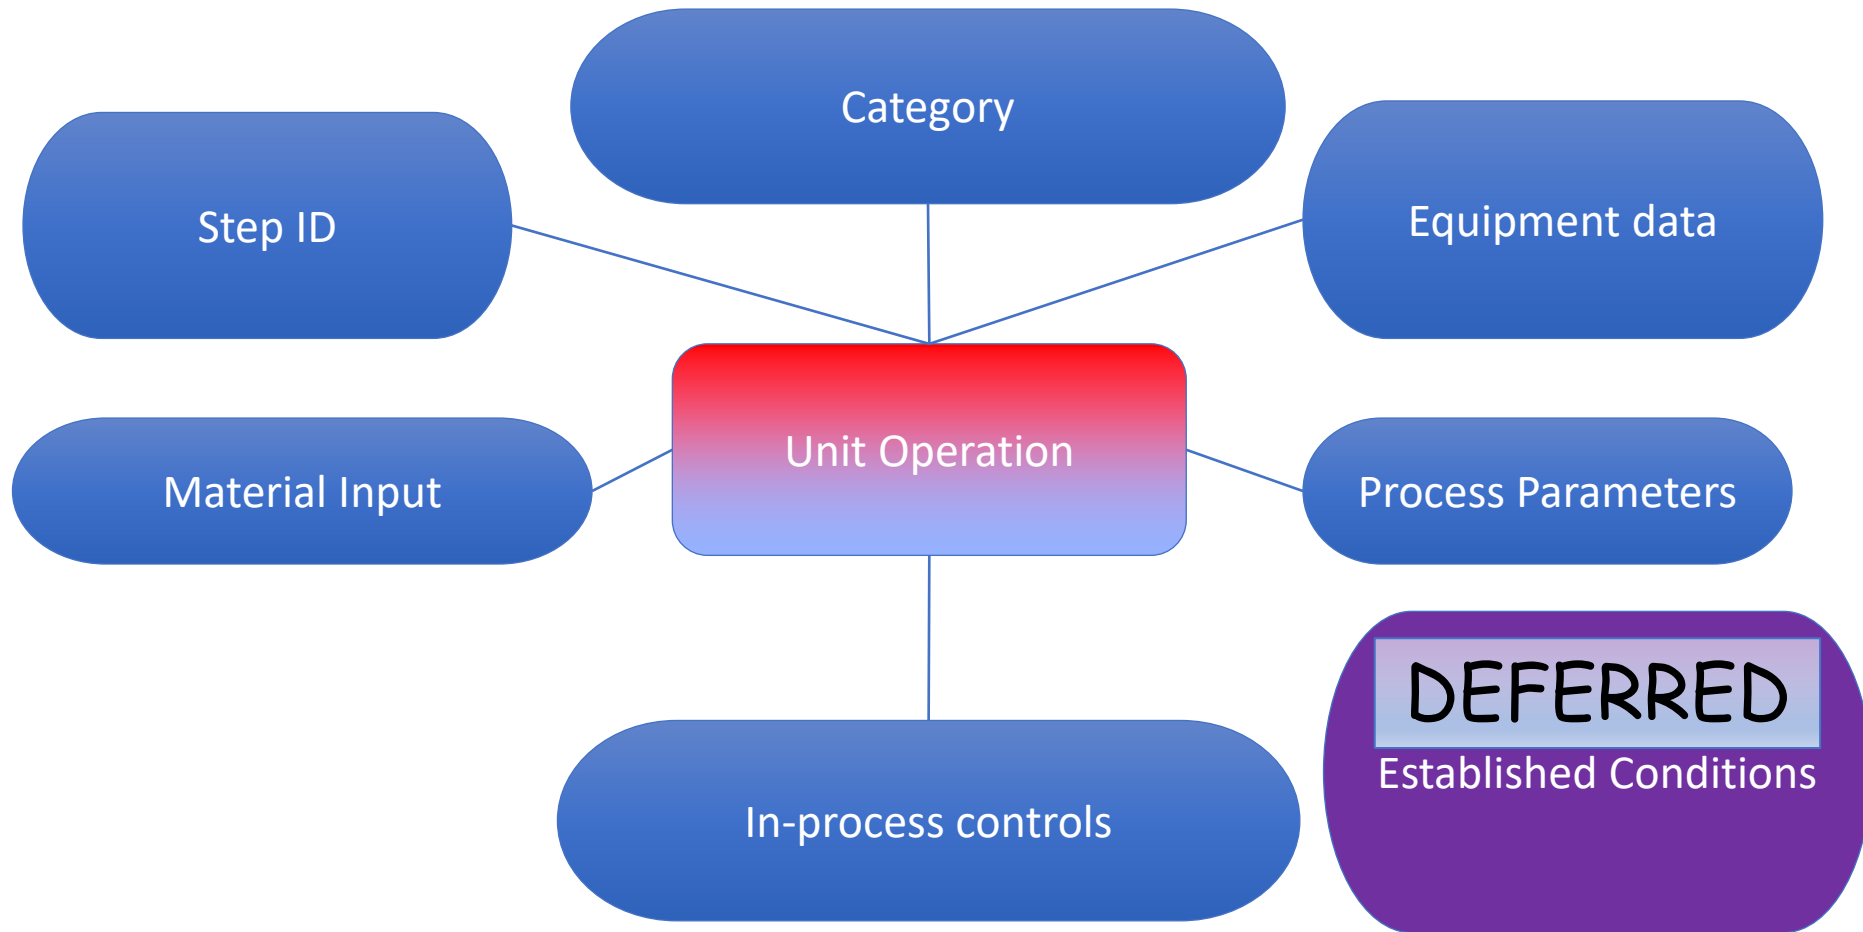 Category
Step ID
Equipment data
Unit Operation
Material Input
Process Parameters
DEFERRED
Established Conditions
In-process controls